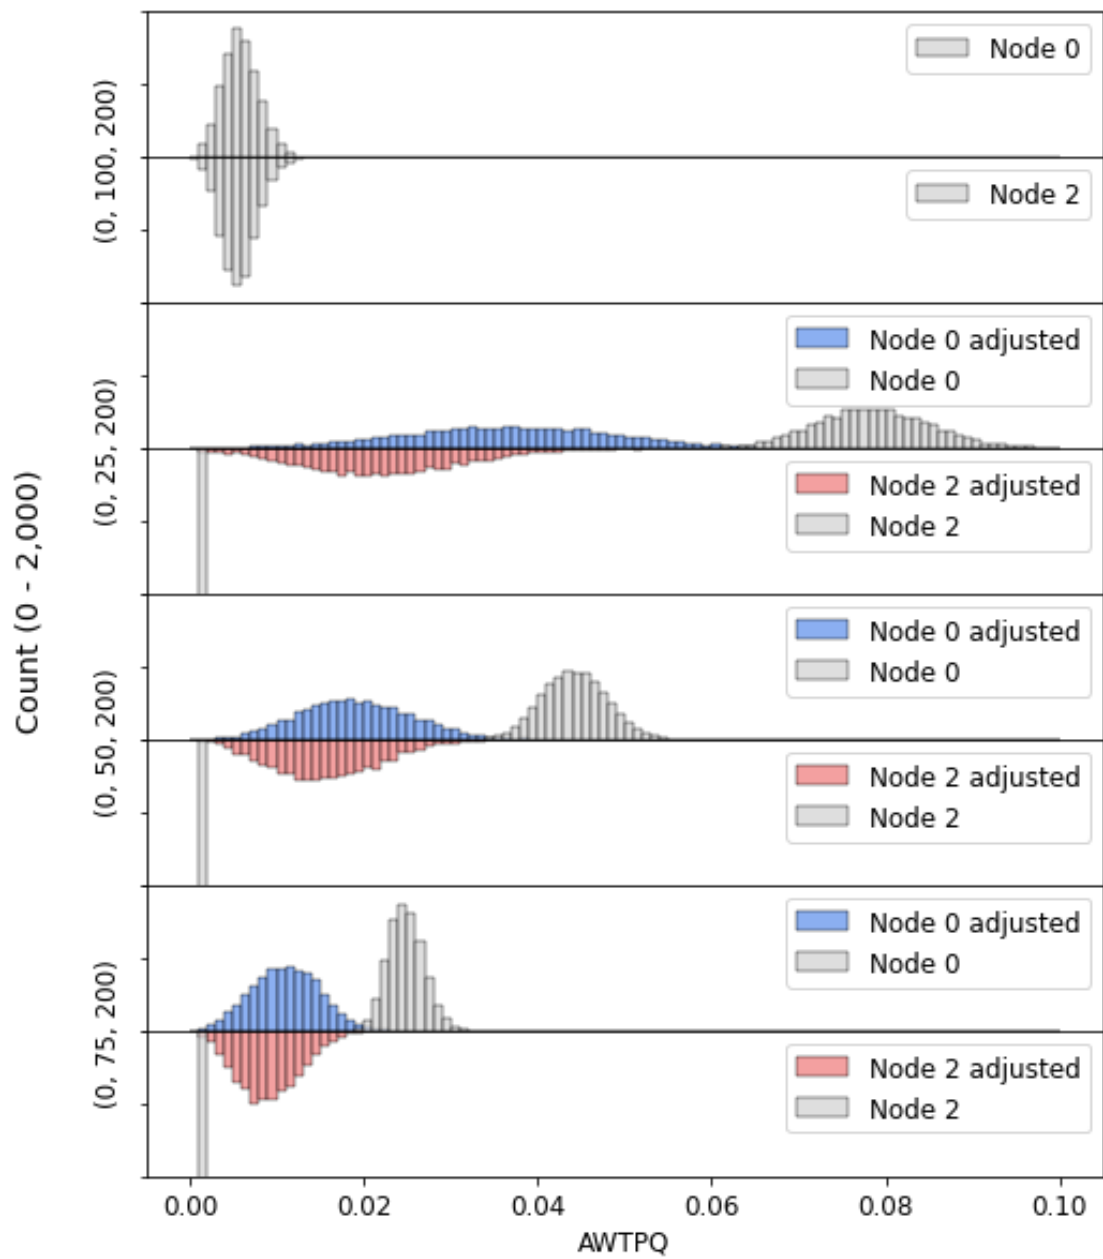 Count (0 - 2,000)
(0, 100, 200)
Node 0
Node 2
(0, 25, 200)
Node 0 adjusted
Node 0
Node 2 adjusted
Node 2
(0, 50, 200)
Node 0 adjusted
Node 0
Node 2 adjusted
Node 2
(0, 75, 200)
Node 0 adjusted
Node 0
Node 2 adjusted
Node 2
0.00 0.02 0.04 0.06 0.08 0.10
AWTPQ